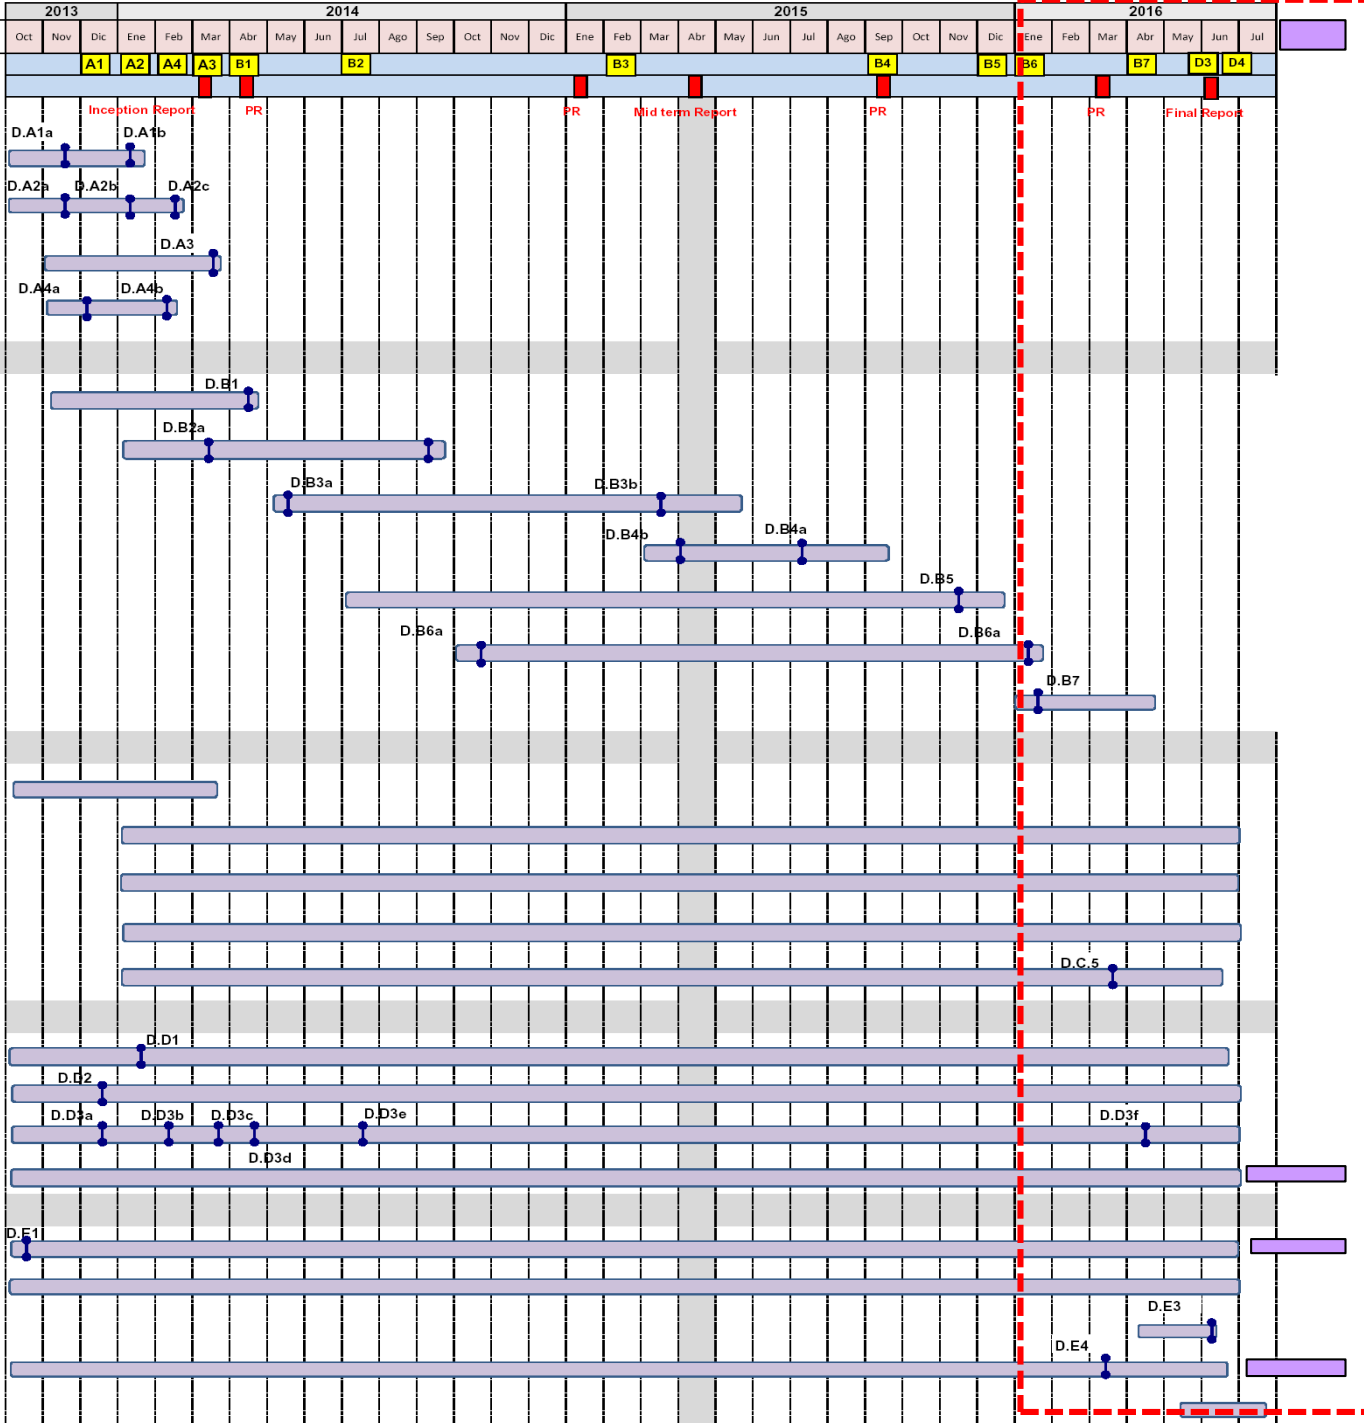 2013 2014 2015 2016
Oct Nov Dic Ene Feb Mar Abr May Jun Jul Ago Sep Oct Nov Dic Ene Feb Mar Abr May Jun Jul Ago Sep Oct Nov Dic Ene Feb Mar Abr May Jun Jul
A1 A2 A4 A3 B1 B2 B3 B4 B5 B6 B7 D3 D4
Inception Report PR PR Mid term Report PR PR Final Report
D.A1a D.A1b
D.A2a D.A2b D.A2c
D.A3
D.A4a D.A4b
D.B1
D.B2a
D.B3a D.B3b
D.B4b D.B4a
D.B5
D.B6a D.B6a
D.B7
D.C.5
D.D1
D.D2
D.D3a D.D3b D.D3c D.D3e D.D3f
D.D3d
D.E1
D.E3
D.E4